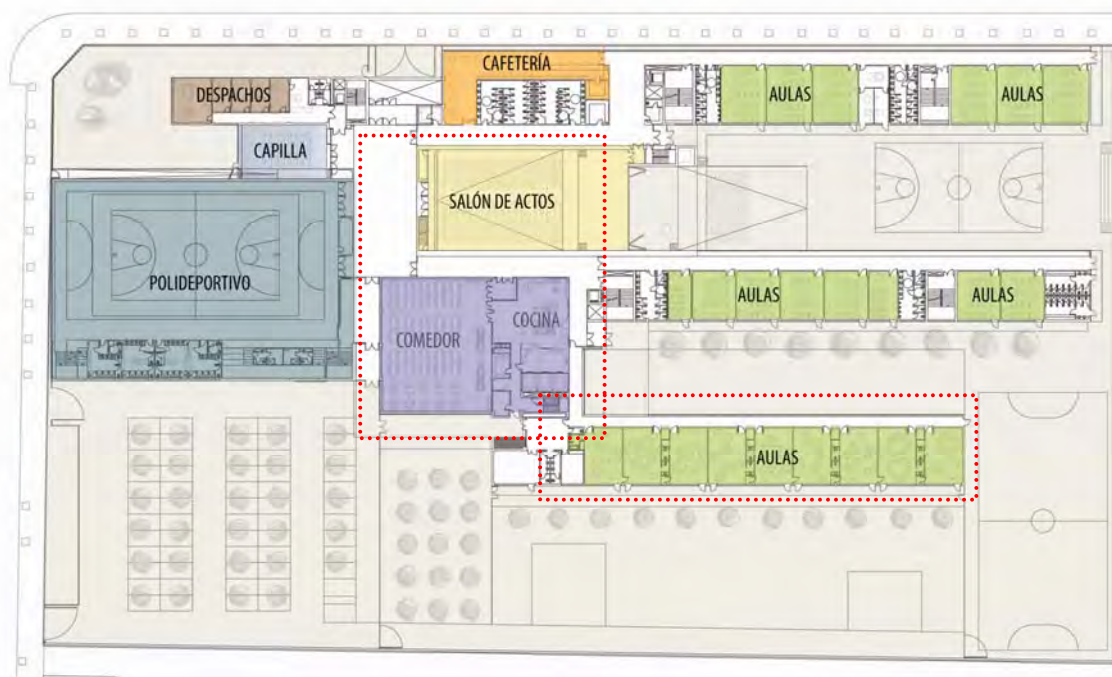 CAFETERÍA
DESPACHOS
AULAS
AULAS
CAPILLA
SALÓN DE ACTOS
POLIDEPORTIVO
AULAS
AULAS
COCINA
COMEDOR
AULAS